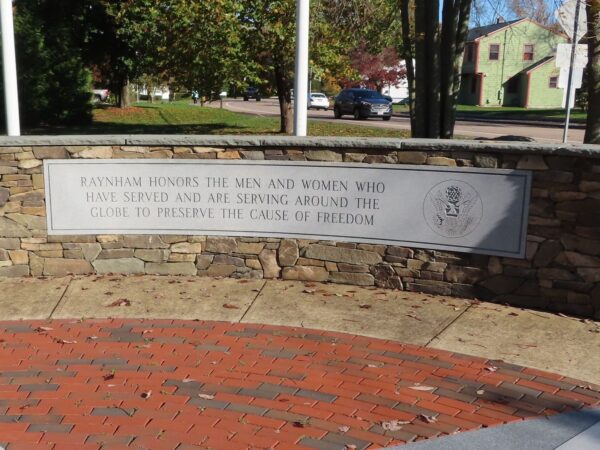 RAYNHAM HONORS THE MEN AND WOMEN WHO
HAVE SERVED AND ARE SERVING AROUND THE
GLOBE TO PRESERVE THE CAUSE OF FREEDOM